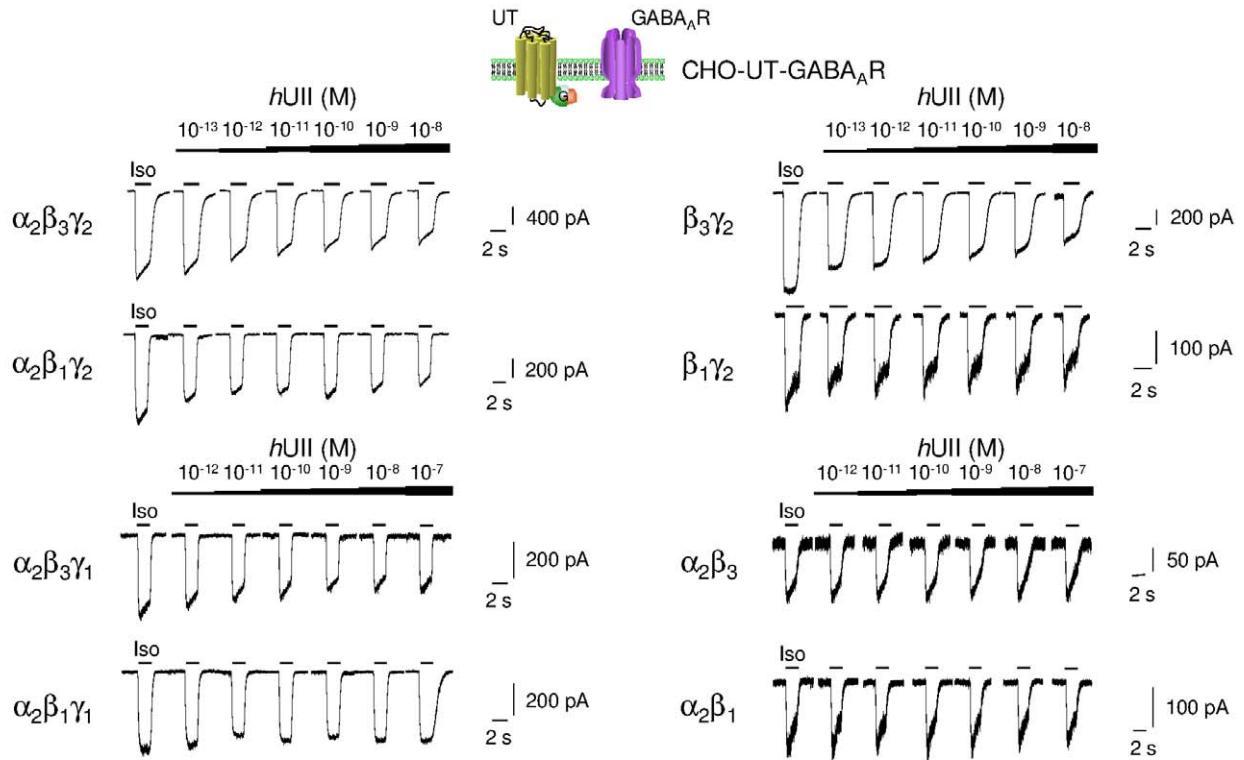 UT GABA_AR
G
CHO-UT-GABA_AR
hUII (M)
10⁻¹³ 10⁻¹² 10⁻¹¹ 10⁻¹⁰ 10⁻⁹ 10⁻⁸
Iso
α₂β₃γ₂
400 pA
2 s
Iso
α₂β₁γ₂
200 pA
2 s
hUII (M)
10⁻¹³ 10⁻¹² 10⁻¹¹ 10⁻¹⁰ 10⁻⁹ 10⁻⁸
Iso
β₃γ₂
200 pA
2 s
β₁γ₂
100 pA
2 s
hUII (M)
10⁻¹² 10⁻¹¹ 10⁻¹⁰ 10⁻⁹ 10⁻⁸ 10⁻⁷
Iso
α₂β₃γ₁
200 pA
2 s
Iso
α₂β₁γ₁
200 pA
2 s
hUII (M)
10⁻¹² 10⁻¹¹ 10⁻¹⁰ 10⁻⁹ 10⁻⁸ 10⁻⁷
Iso
α₂β₃
50 pA
2 s
Iso
α₂β₁
100 pA
2 s